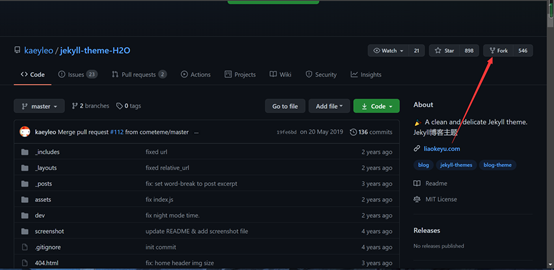 kaeyleo / jekyll-theme-H2O
Watch 21 Star 898 Fork 546
Code Issues 23 Pull requests 2 Actions Projects Wiki Security Insights
master 2 branches 0 tags Go to file Add file Code
kaeyleo Merge pull request #112 from cometeme/master ... on 20 May 2019 136 commits
_includes fixed url 2 years ago
_layouts fixed relative_url 2 years ago
_posts fix: set word-break to post excerpt 3 years ago
assets fix index.js 2 years ago
dev fix night mode time. 2 years ago
screenshot update README & add screenshot file 4 years ago
.gitignore init commit 4 years ago
404.html fix: home header img size 3 years ago
About
A clean and delicate Jekyll theme.
Jekyll博客主题
liaokeyu.com
blog jekyll-themes blog-theme
Readme
MIT License
Releases
No releases published